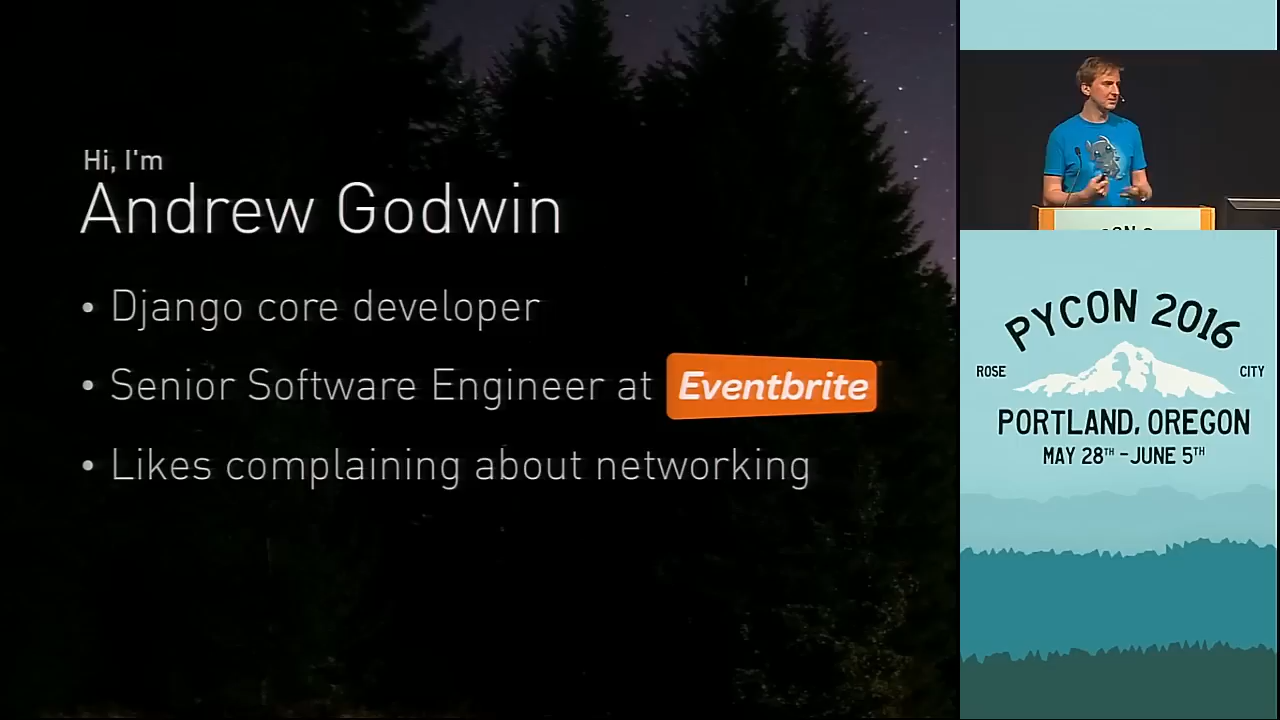 Hi, I'm
Andrew Godwin
• Django core developer
• Senior Software Engineer at Eventbrite
• Likes complaining about networking
PYCON 2016
ROSE CITY
PORTLAND, OREGON
MAY 28TH - JUNE 5TH